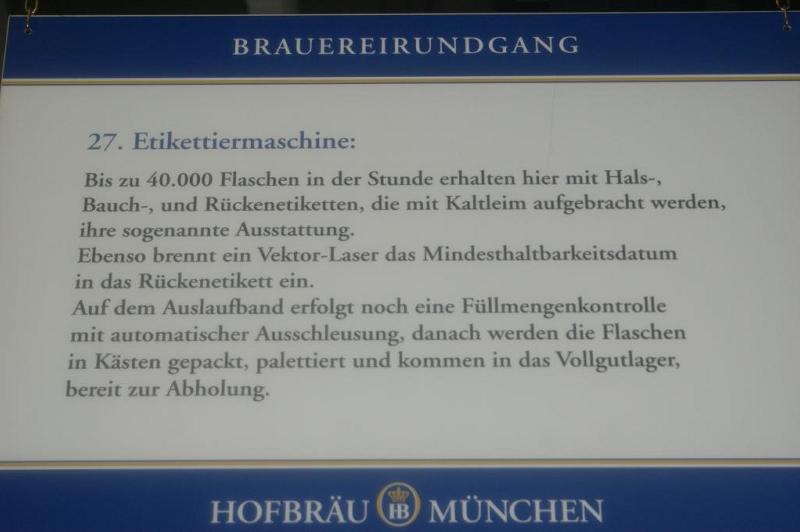 BRAUEREIRUNDGANG
27. Etikettiermaschine:
Bis zu 40.000 Flaschen in der Stunde erhalten hier mit Hals-,
Bauch-, und Rückenetiketten, die mit Kaltleim aufgebracht werden,
ihre sogenannte Ausstattung.
Ebenso brennt ein Vektor-Laser das Mindesthaltbarkeitsdatum
in das Rückenetikett ein.
Auf dem Auslaufband erfolgt noch eine Füllmengenkontrolle
mit automatischer Ausschleusung, danach werden die Flaschen
in Kästen gepackt, palettiert und kommen in das Vollgutlager,
bereit zur Abholung.
HOFBRÄU HB MÜNCHEN